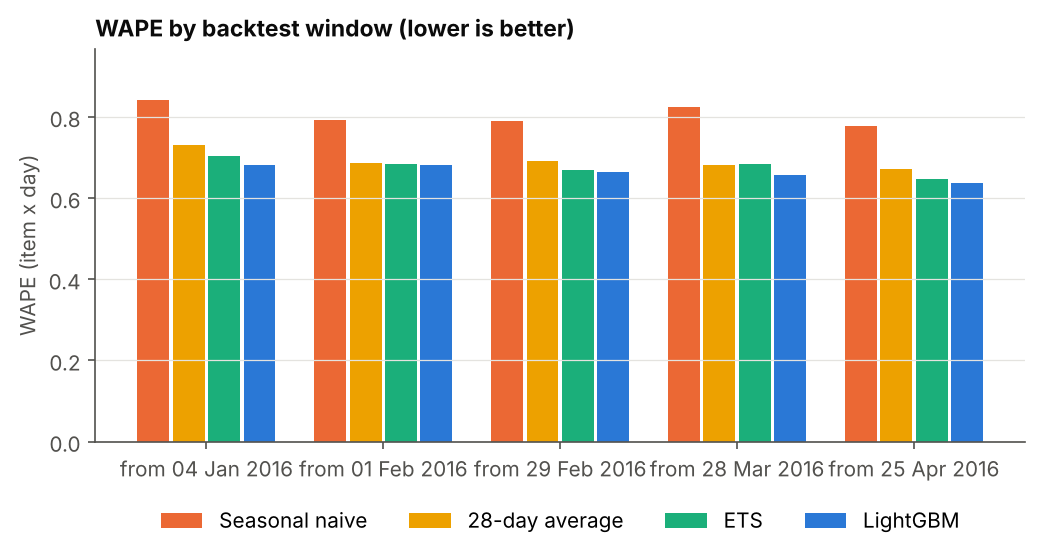 WAPE by backtest window (lower is better)
WAPE (item x day)
0.8
0.6
0.4
0.2
0.0
from 04 Jan 2016 from 01 Feb 2016 from 29 Feb 2016 from 28 Mar 2016 from 25 Apr 2016
Seasonal naive 28-day average ETS LightGBM